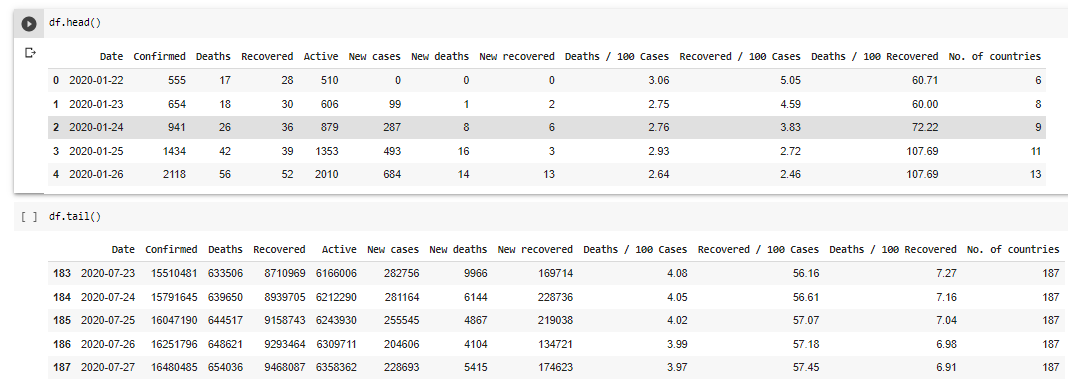 df.head()
Date Confirmed Deaths Recovered Active New cases New deaths New recovered Deaths / 100 Cases Recovered / 100 Cases Deaths / 100 Recovered No. of countries
0 2020-01-22 555 17 28 510 0 0 0 3.06 5.05 60.71 6
1 2020-01-23 654 18 30 606 99 1 2 2.75 4.59 60.00 8
2 2020-01-24 941 26 36 879 287 8 6 2.76 3.83 72.22 9
3 2020-01-25 1434 42 39 1353 493 16 3 2.93 2.72 107.69 11
4 2020-01-26 2118 56 52 2010 684 14 13 2.64 2.46 107.69 13
[ ] df.tail()
Date Confirmed Deaths Recovered Active New cases New deaths New recovered Deaths / 100 Cases Recovered / 100 Cases Deaths / 100 Recovered No. of countries
183 2020-07-23 15510481 633506 8710969 6166006 282756 9966 169714 4.08 56.16 7.27 187
184 2020-07-24 15791645 639650 8939705 6212290 281164 6144 228736 4.05 56.61 7.16 187
185 2020-07-25 16047190 644517 9158743 6243930 255545 4867 219038 4.02 57.07 7.04 187
186 2020-07-26 16251796 648621 9293464 6309711 204606 4104 134721 3.99 57.18 6.98 187
187 2020-07-27 16480485 654036 9468087 6358362 228693 5415 174623 3.97 57.45 6.91 187